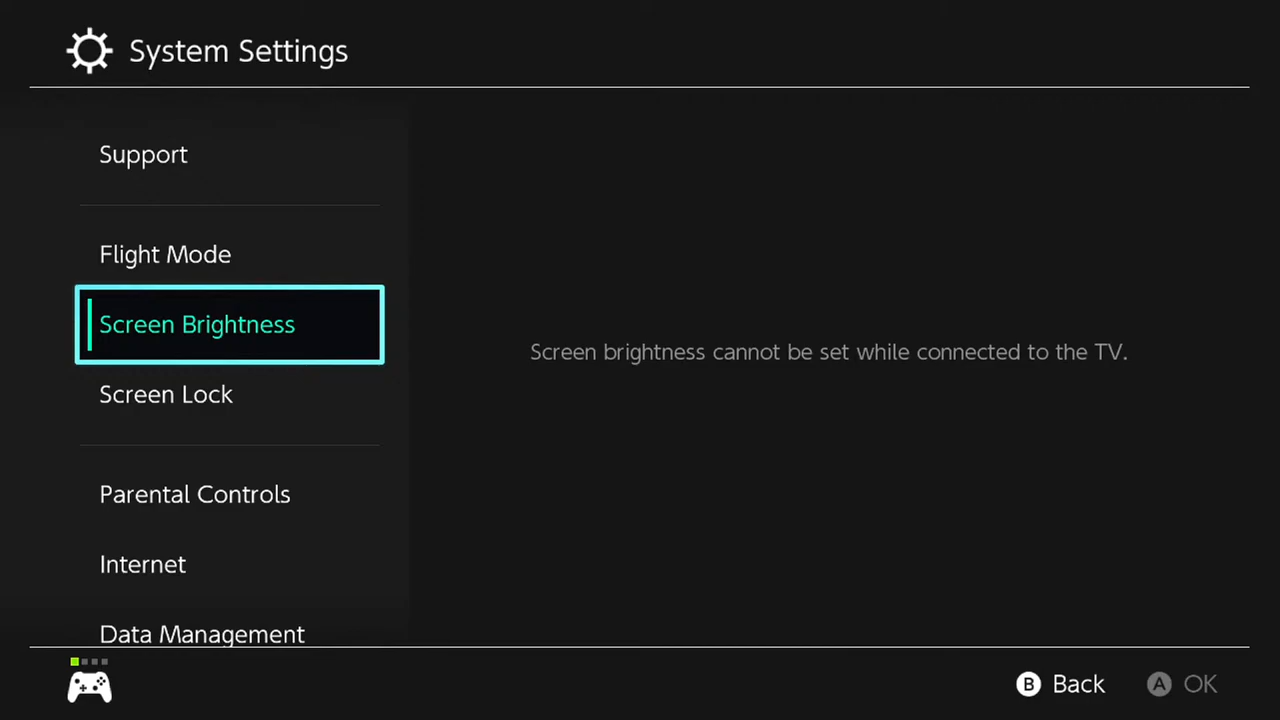 System Settings
Support
Flight Mode
Screen Brightness
Screen Lock
Parental Controls
Internet
Data Management
Screen brightness cannot be set while connected to the TV.
B Back
A OK